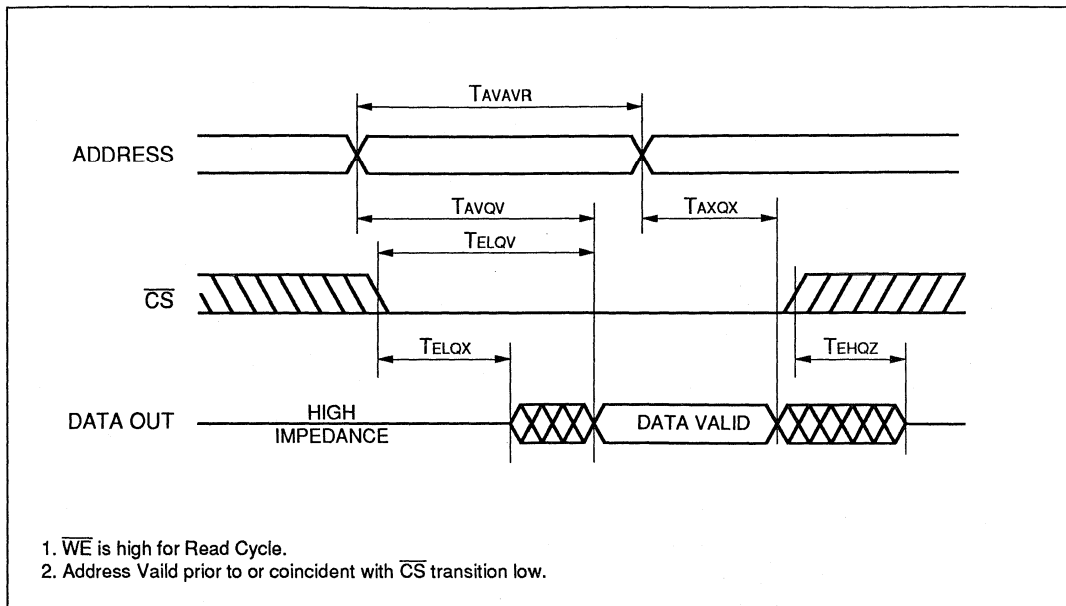 TAVAVR
ADDRESS
TAVQV
TAXQX
TELQV
CS
TELQX
TEHQZ
DATA OUT
HIGH
IMPEDANCE
DATA VALID
1. WE is high for Read Cycle.
2. Address Vaild prior to or coincident with CS transition low.